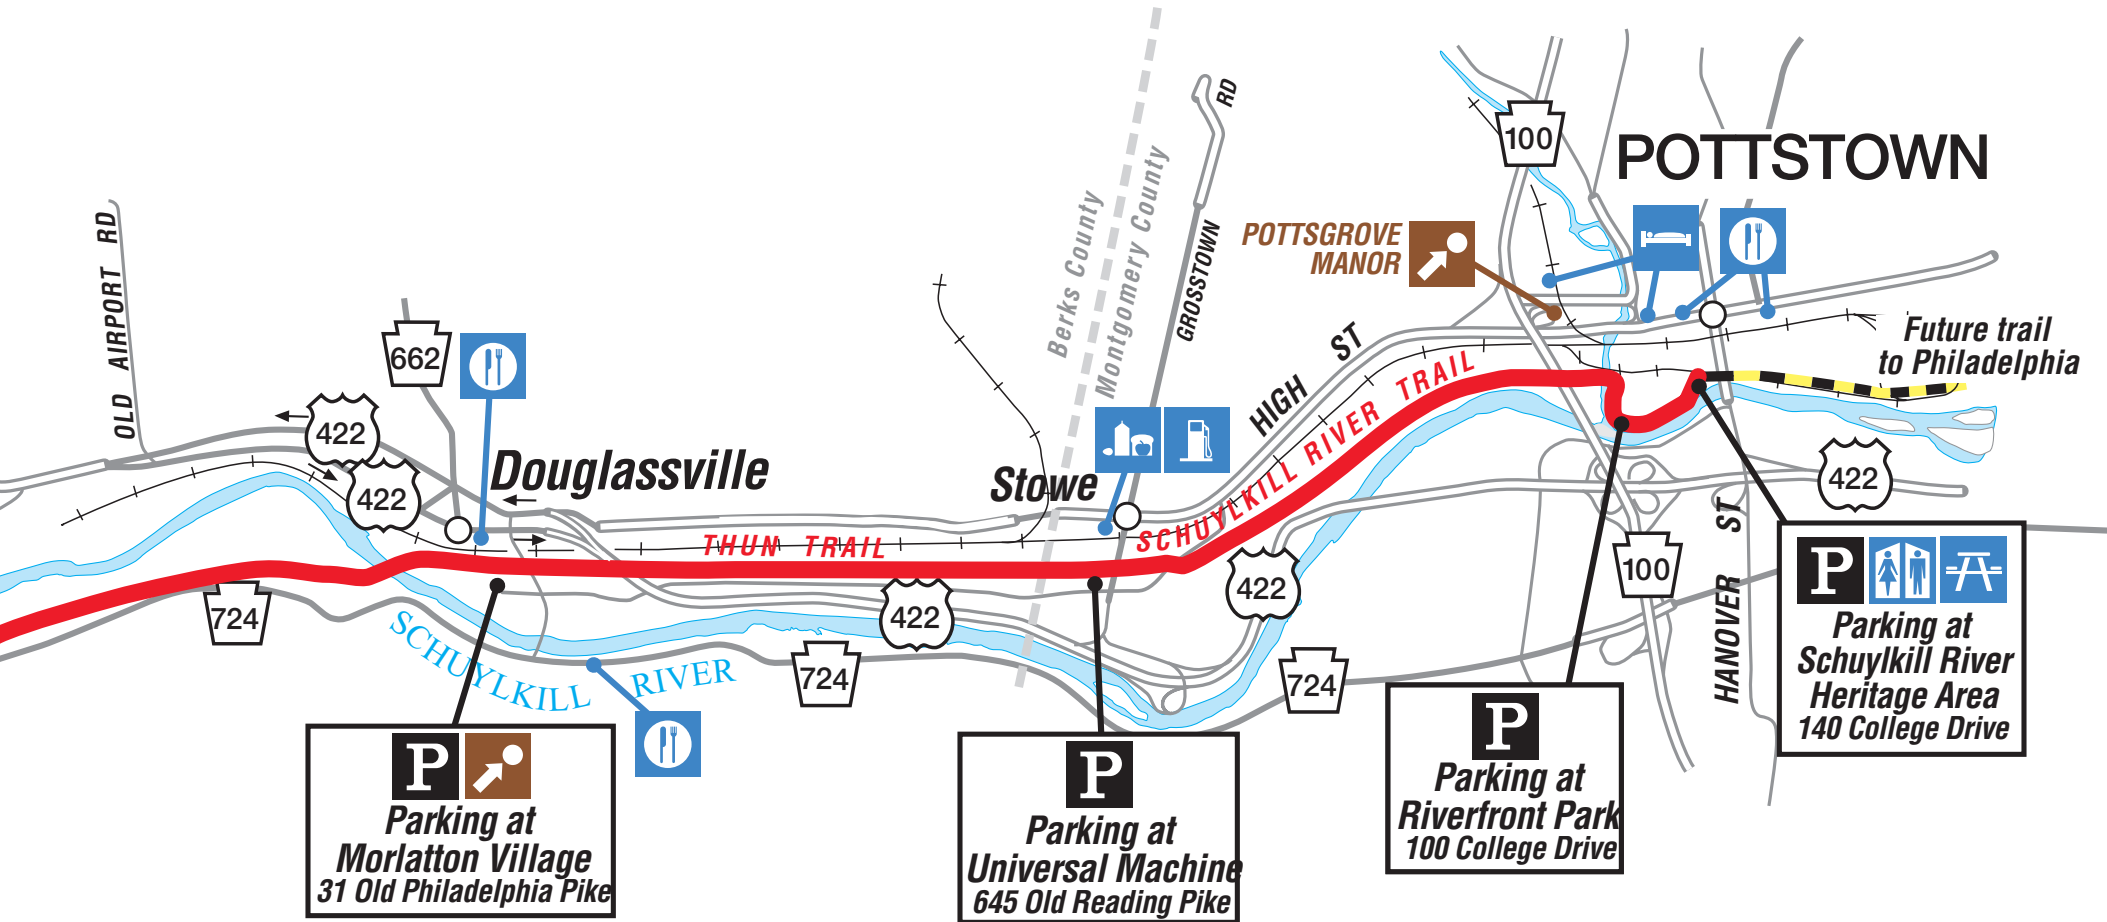 OLD AIRPORT RD
422
422
662
Douglassville
724
SCHUYLKILL RIVER
THUN TRAIL
422
724
Stowe
Berks County
Montgomery County
GROSSTOWN RD
HIGH ST
SCHUYLKILL RIVER TRAIL
422
724
POTTSGROVE
MANOR
100
POTTSTOWN
Future trail
to Philadelphia
422
100
HANOVER ST
P
Parking at
Morlatton Village
31 Old Philadelphia Pike
P
Parking at
Universal Machine
645 Old Reading Pike
P
Parking at
Riverfront Park
100 College Drive
P
Parking at
Schuylkill River
Heritage Area
140 College Drive